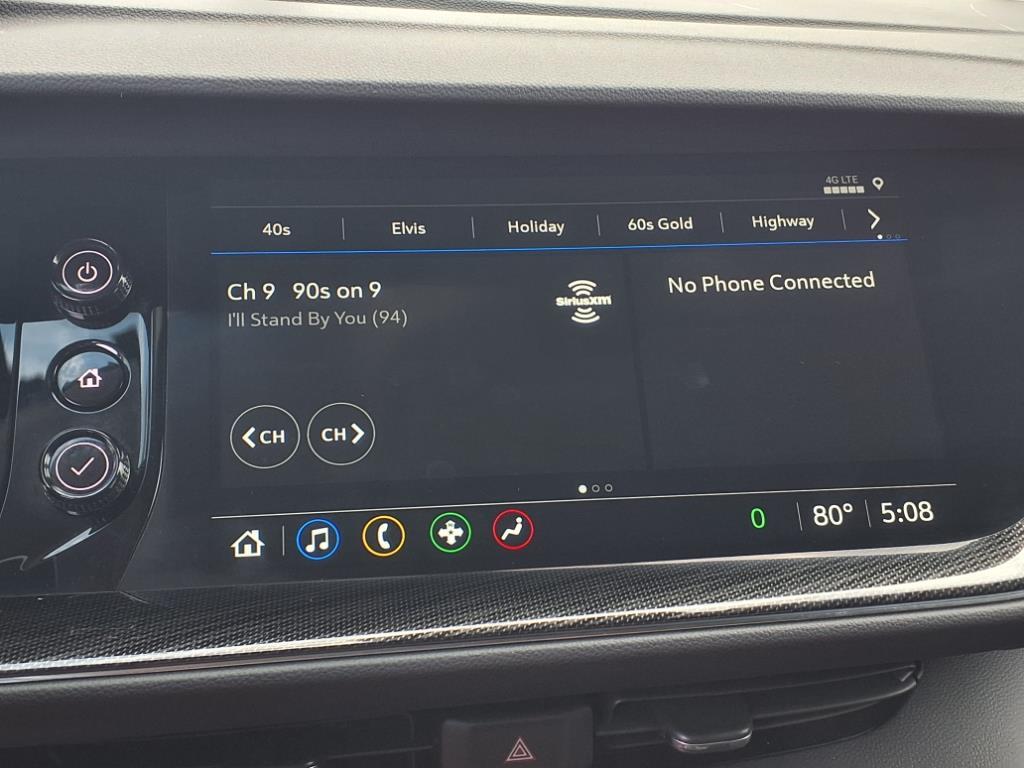 4G LTE
40s Elvis Holiday 60s Gold Highway
Ch 9 90s on 9
I'll Stand By You (94)
SiriusXM
No Phone Connected
CH CH
0 80° 5:08